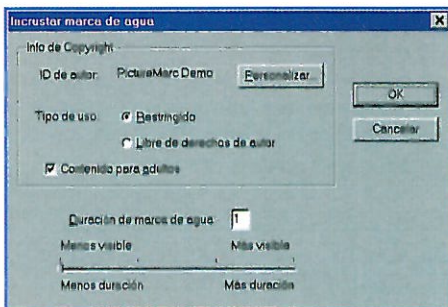 Incrustar marca de agua
Info de Copyright
ID de autor: PictureMarc Demo Personalizar...
OK
Cancelar
Tipo de uso: Restringido
Libre de derechos de autor
Contenido para adultos
Duración de marca de agua 1
Menos visible Más visible
Menos duración Más duración